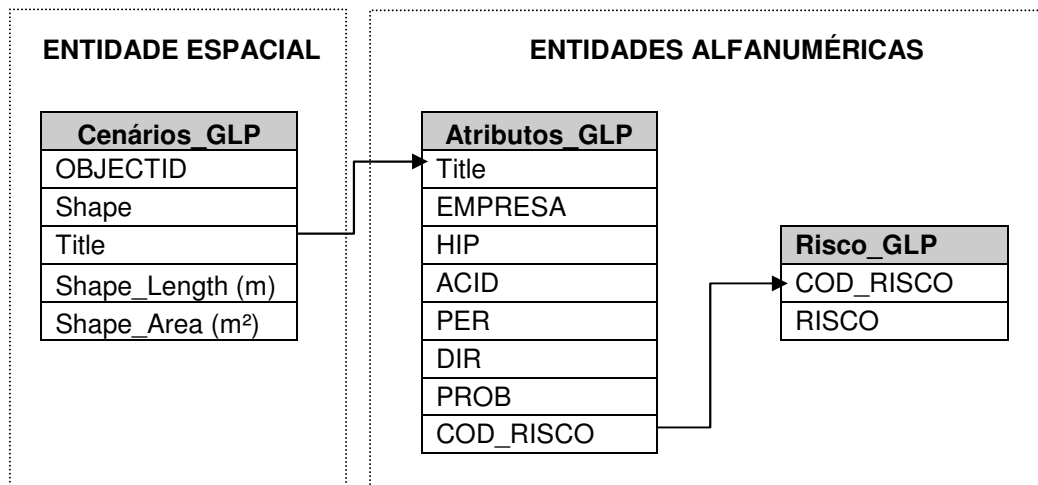 ENTIDADE ESPACIAL
ENTIDADES ALFANUMÉRICAS
Cenários_GLP
OBJECTID
Shape
Title
Shape_Length (m)
Shape_Area (m²)
Atributos_GLP
Title
EMPRESA
HIP
ACID
PER
DIR
PROB
COD_RISCO
Risco_GLP
COD_RISCO
RISCO